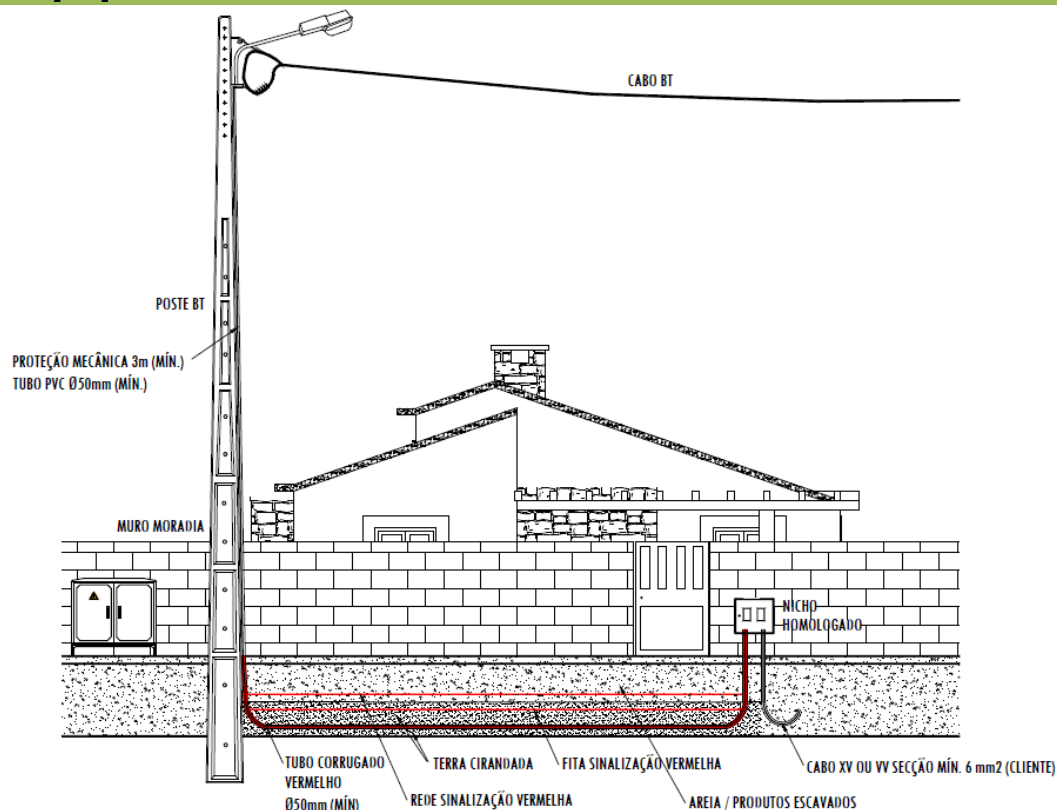 CABO BT
POSTE BT
PROTEÇÃO MECÂNICA 3m (MÍN.)
TUBO PVC Ø50mm (MÍN.)
MURO MORADIA
NICHO
HOMOLOGADO
TUBO CORRUGADO
VERMELHO
Ø50mm (MÍN)
TERRA CIRANDADA
FITA SINALIZAÇÃO VERMELHA
CABO XV OU VV SECÇÃO MÍN. 6 mm2 (CLIENTE)
REDE SINALIZAÇÃO VERMELHA
AREIA / PRODUTOS ESCAVADOS